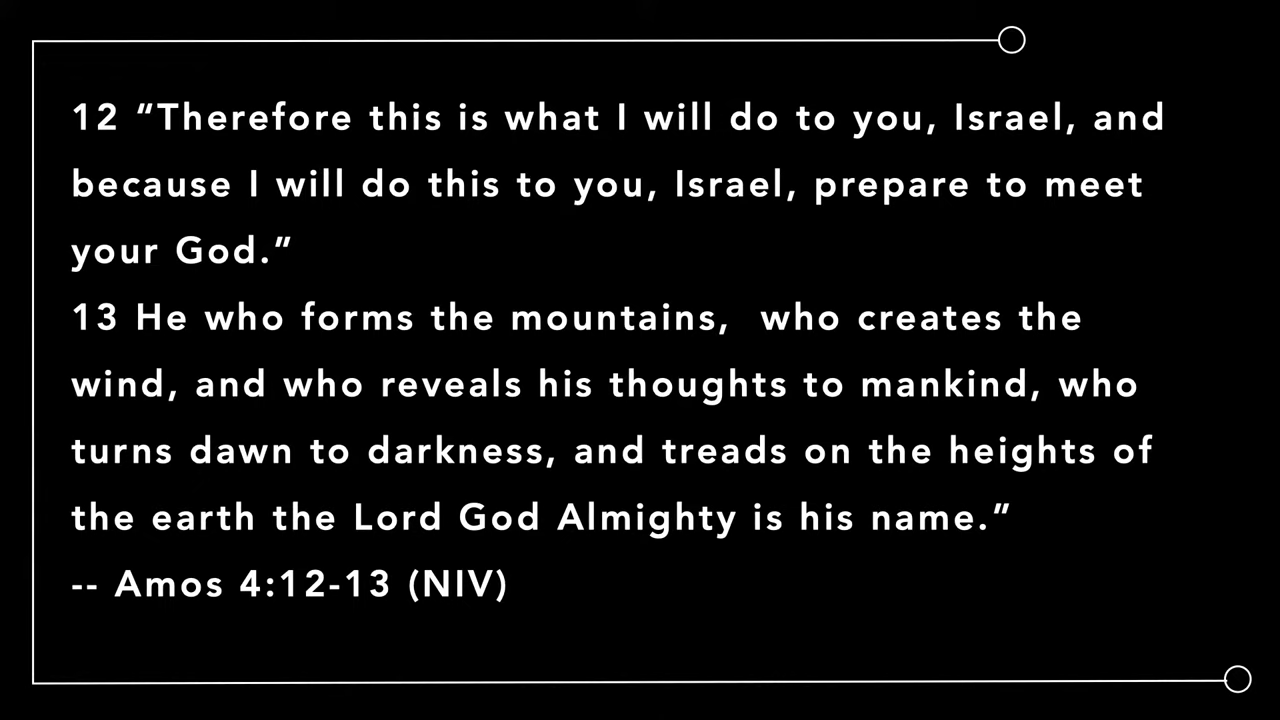 12 “Therefore this is what I will do to you, Israel, and
because I will do this to you, Israel, prepare to meet
your God.”
13 He who forms the mountains,  who creates the
wind, and who reveals his thoughts to mankind, who
turns dawn to darkness, and treads on the heights of
the earth the Lord God Almighty is his name.”
-- Amos 4:12-13 (NIV)